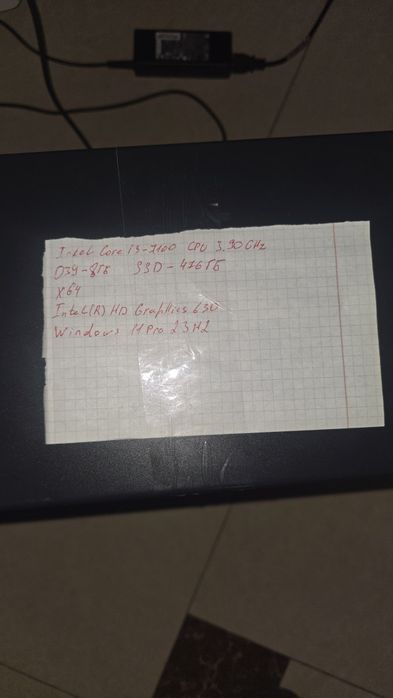 Intel Core i3-7100 CPU 3.90 GHz
ОЗУ-8ГБ SSD-476ГБ
X64
Intel(R) HD Graphics 630
Windows 11 Pro 23H2